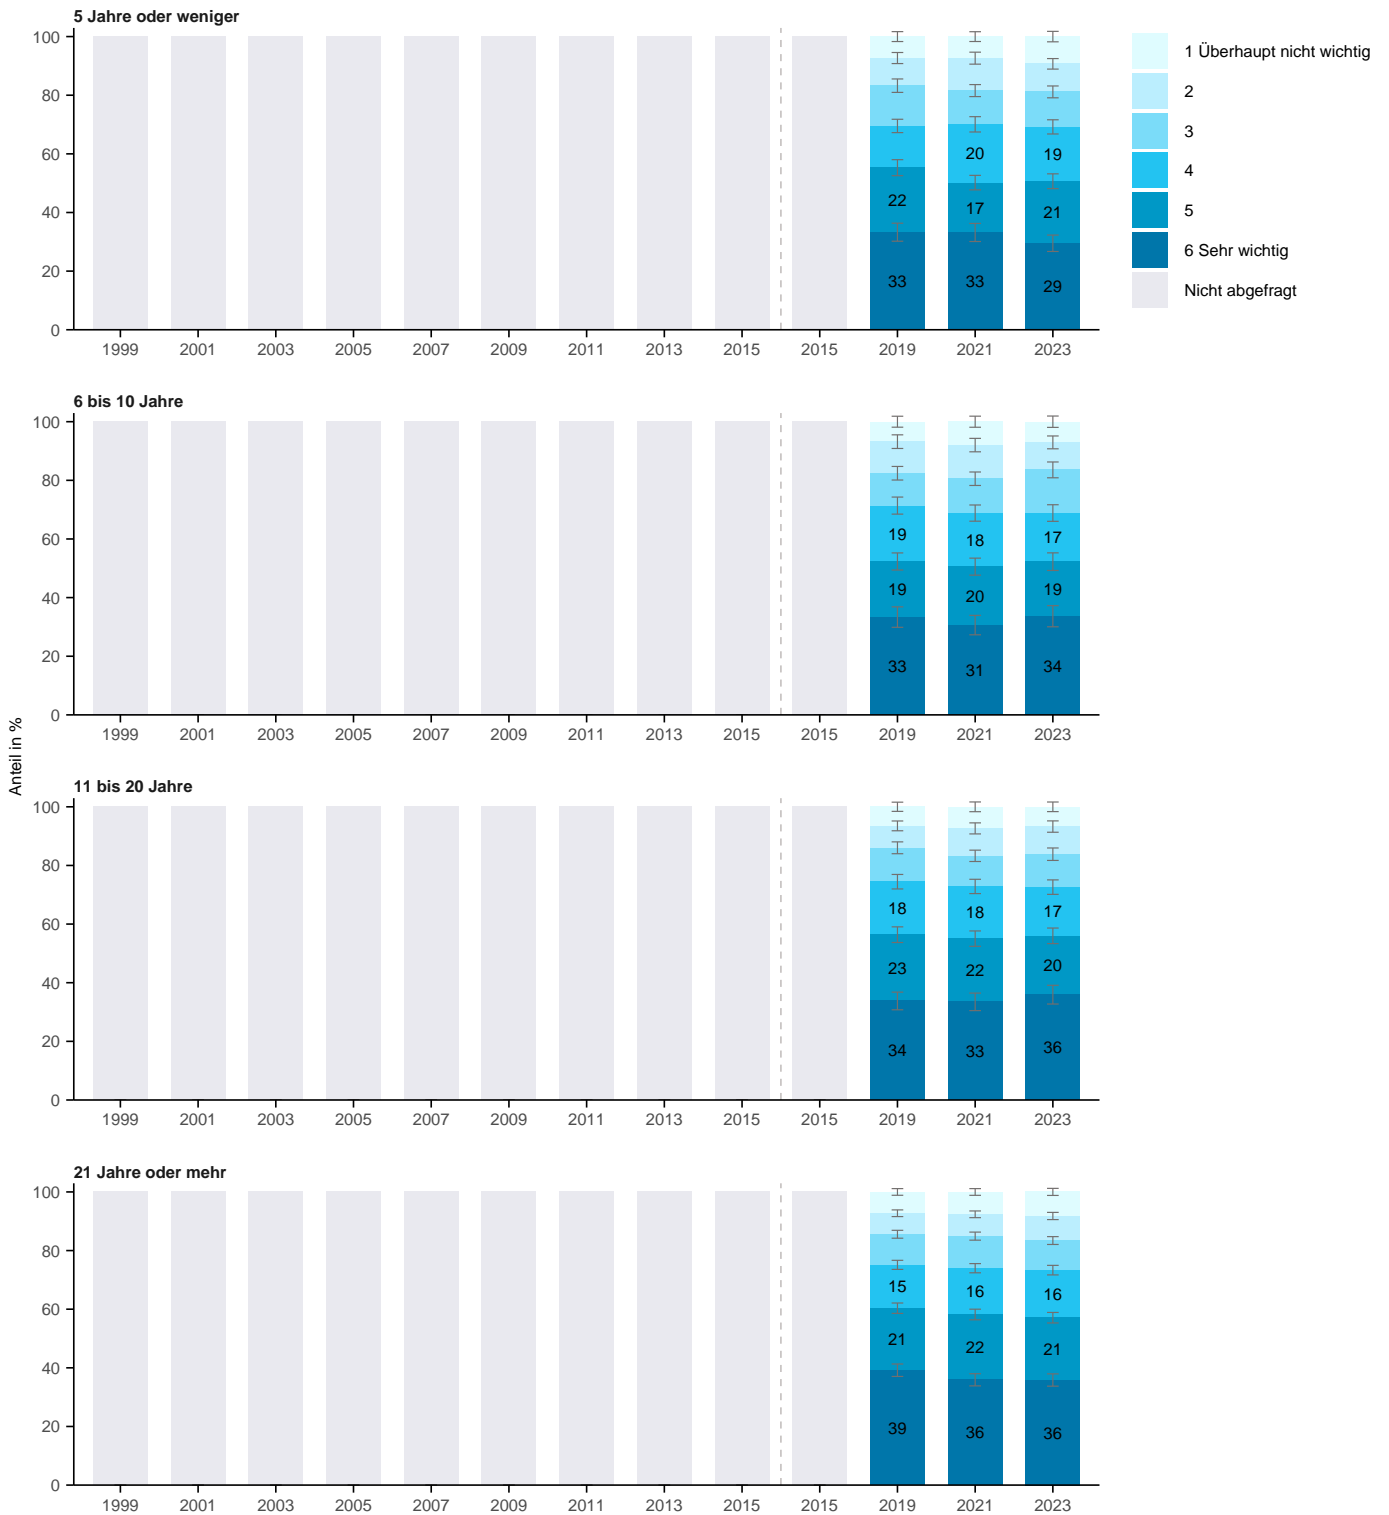 5 Jahre oder weniger
100
80
60
40
20
0
20 19
22 17 21
33 33 29
1999 2001 2003 2005 2007 2009 2011 2013 2015 2015 2019 2021 2023
1 Überhaupt nicht wichtig
2
3
4
5
6 Sehr wichtig
Nicht abgefragt
Anteil in %
6 bis 10 Jahre
100
80
60
40
20
0
19 18 17
19 20 19
33 31 34
1999 2001 2003 2005 2007 2009 2011 2013 2015 2015 2019 2021 2023
11 bis 20 Jahre
100
80
60
40
20
0
18 18 17
23 22 20
34 33 36
1999 2001 2003 2005 2007 2009 2011 2013 2015 2015 2019 2021 2023
21 Jahre oder mehr
100
80
60
40
20
0
15 16 16
21 22 21
39 36 36
1999 2001 2003 2005 2007 2009 2011 2013 2015 2015 2019 2021 2023